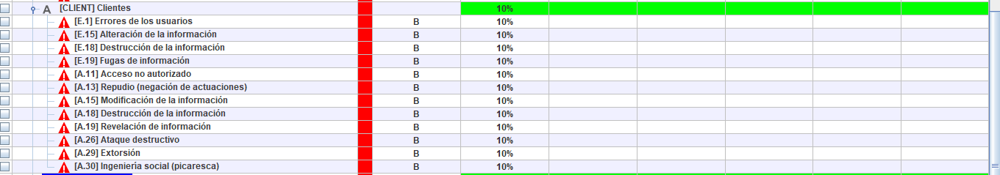 [CLIENT] Clientes 10%
[E.1] Errores de los usuarios B 10%
[E.15] Alteración de la información B 10%
[E.18] Destrucción de la información B 10%
[E.19] Fugas de información B 10%
[A.11] Acceso no autorizado B 10%
[A.13] Repudio (negación de actuaciones) B 10%
[A.15] Modificación de la información B 10%
[A.18] Destrucción de la información B 10%
[A.19] Revelación de información B 10%
[A.26] Ataque destructivo B 10%
[A.29] Extorsión B 10%
[A.30] Ingeniería social (picaresca) B 10%